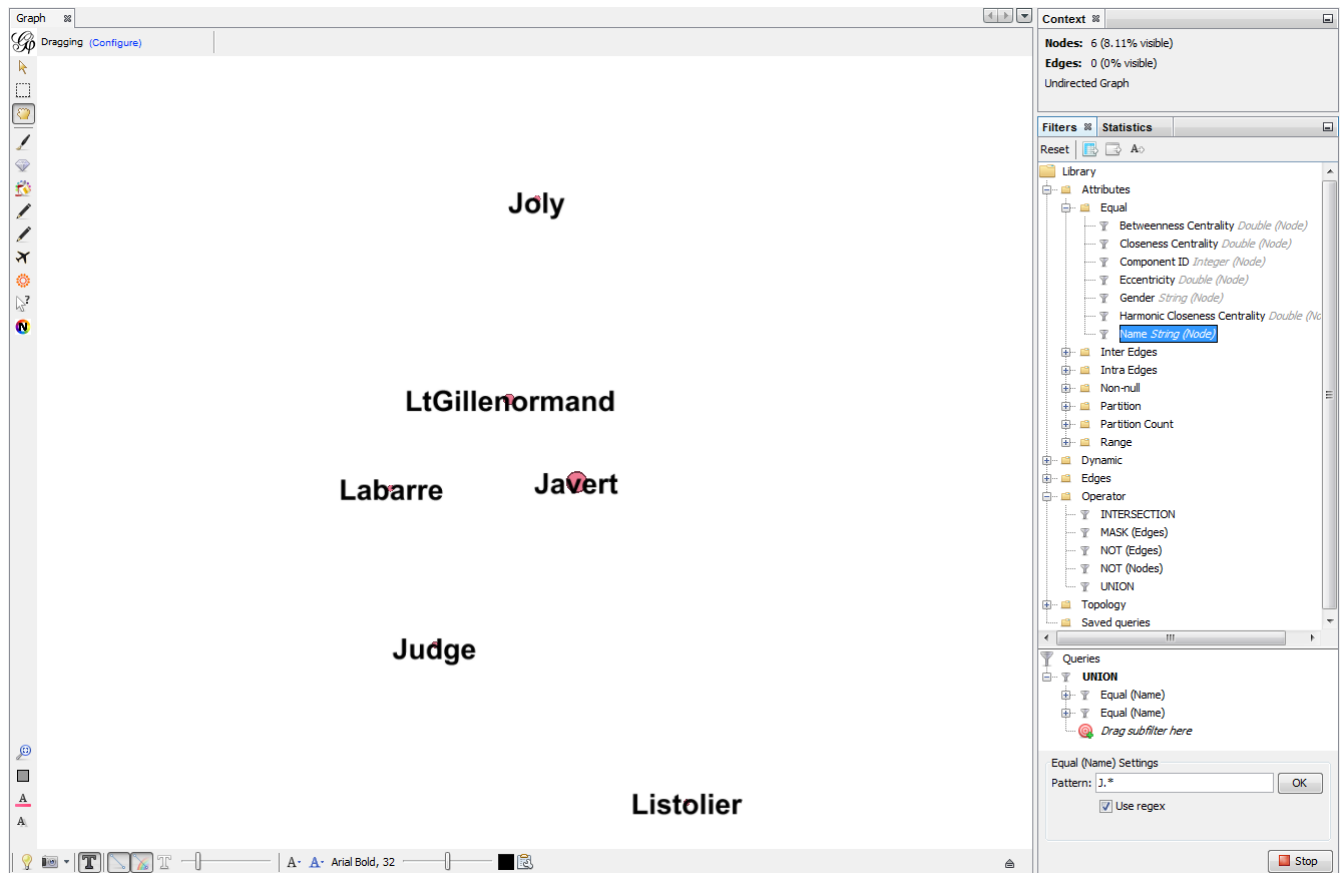 Graph
Dragging (Configure)
Joly
LtGillenormand
Labarre
Javert
Judge
Listolier
A
A
T T
A- A- Arial Bold, 32
Context
Nodes: 6 (8.11% visible)
Edges: 0 (0% visible)
Undirected Graph
Filters Statistics
Reset A
Library
Attributes
Equal
Betweenness Centrality Double (Node)
Closeness Centrality Double (Node)
Component ID Integer (Node)
Eccentricity Double (Node)
Gender String (Node)
Harmonic Closeness Centrality Double (No
Name String (Node)
Inter Edges
Intra Edges
Non-null
Partition
Partition Count
Range
Dynamic
Edges
Operator
INTERSECTION
MASK (Edges)
NOT (Edges)
NOT (Nodes)
UNION
Topology
Saved queries
Queries
UNION
Equal (Name)
Equal (Name)
Drag subfilter here
Equal (Name) Settings
Pattern: J.* OK
Use regex
Stop